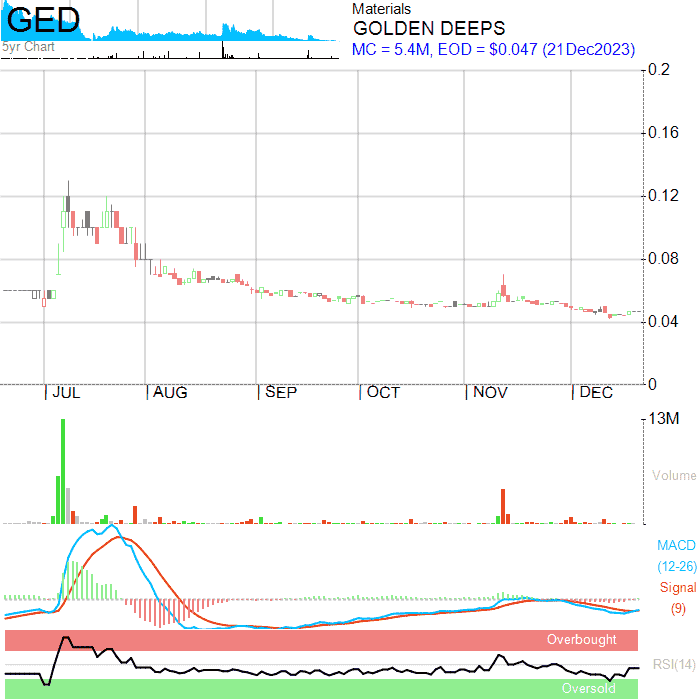 GED
5yr Chart
Materials
GOLDEN DEEPS
MC = 5.4M, EOD = $0.047 (21Dec2023)
0.2
0.16
0.12
0.08
0.04
0
JUL AUG SEP OCT NOV DEC
13M
Volume
MACD
(12-26)
Signal
(9)
Overbought
RSI(14)
Oversold